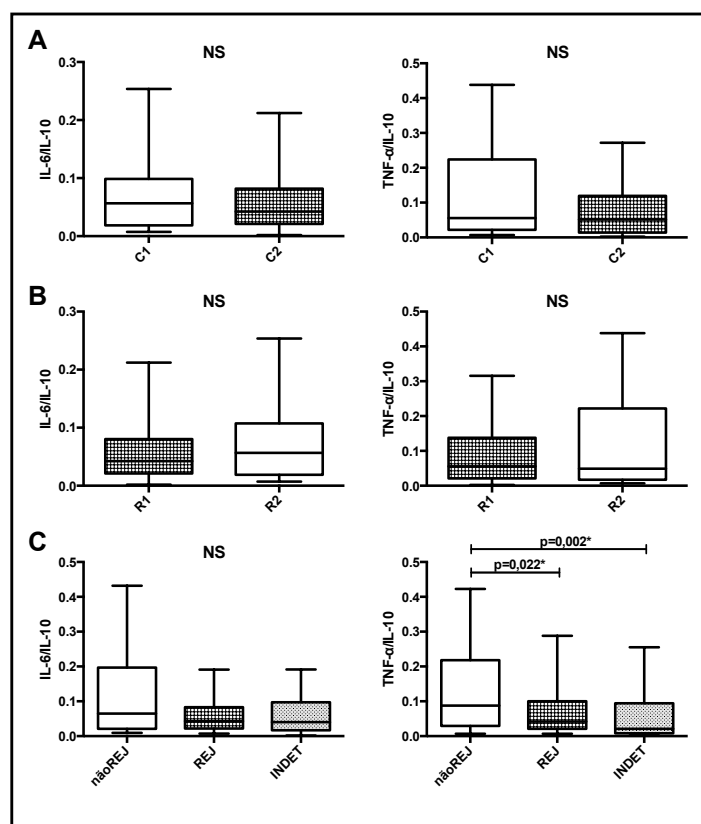 A
NS
NS
IL-6/IL-10
0.3
0.2
0.1
0.0
C1
C2
TNF-α/IL-10
0.5
0.4
0.3
0.2
0.1
0.0
C1
C2
B
NS
NS
IL-6/IL-10
0.3
0.2
0.1
0.0
R1
R2
TNF-α/IL-10
0.5
0.4
0.3
0.2
0.1
0.0
R1
R2
C
NS
IL-6/IL-10
0.5
0.4
0.3
0.2
0.1
0.0
nãoREJ
REJ
INDET
p=0,002*
p=0,022*
TNF-α/IL-10
0.5
0.4
0.3
0.2
0.1
0.0
nãoREJ
REJ
INDET